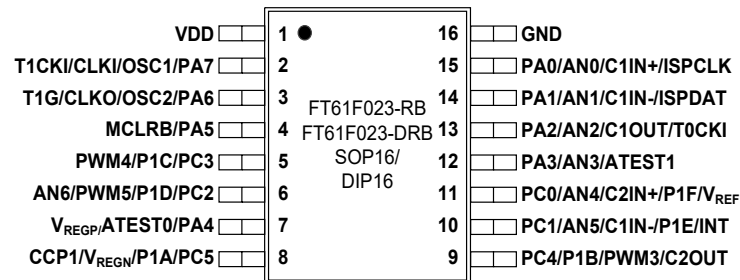 VDD 1 16 GND
T1CKI/CLKI/OSC1/PA7 2 15 PA0/AN0/C1IN+/ISPCLK
T1G/CLKO/OSC2/PA6 3 14 PA1/AN1/C1IN-/ISPDAT
FT61F023-RB
MCLRB/PA5 4 13 PA2/AN2/C1OUT/T0CKI
FT61F023-DRB
PWM4/P1C/PC3 5 12 PA3/AN3/ATEST1
SOP16/
DIP16
AN6/PWM5/P1D/PC2 6 11 PC0/AN4/C2IN+/P1F/VREF
VREGP/ATEST0/PA4 7 10 PC1/AN5/C1IN-/P1E/INT
CCP1/VREGN/P1A/PC5 8 9 PC4/P1B/PWM3/C2OUT